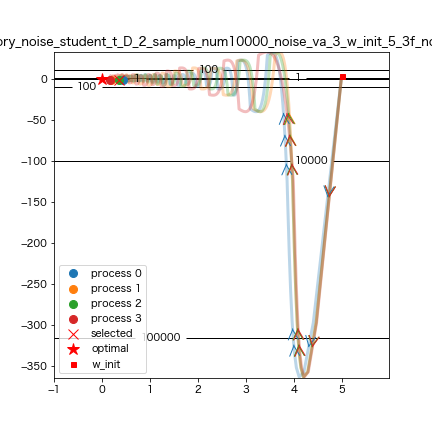 ory_noise_student_t_D_2_sample_num10000_noise_va_3_w_init_5_3f_no
0
−50
−100
−150
−200
−250
−300
−350
100
1
1
100
10000
100000
process 0
process 1
process 2
process 3
selected
optimal
w_init
−1
0
1
2
3
4
5